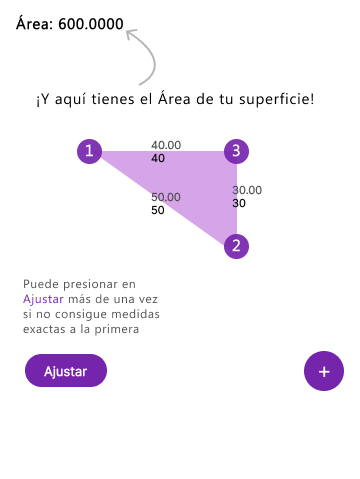 Área: 600.0000
¡Y aquí tienes el Área de tu superficie!
1
40.00
40
3
50.00
50
30.00
30
2
Puede presionar en
Ajustar más de una vez
si no consigue medidas
exactas a la primera
Ajustar
+